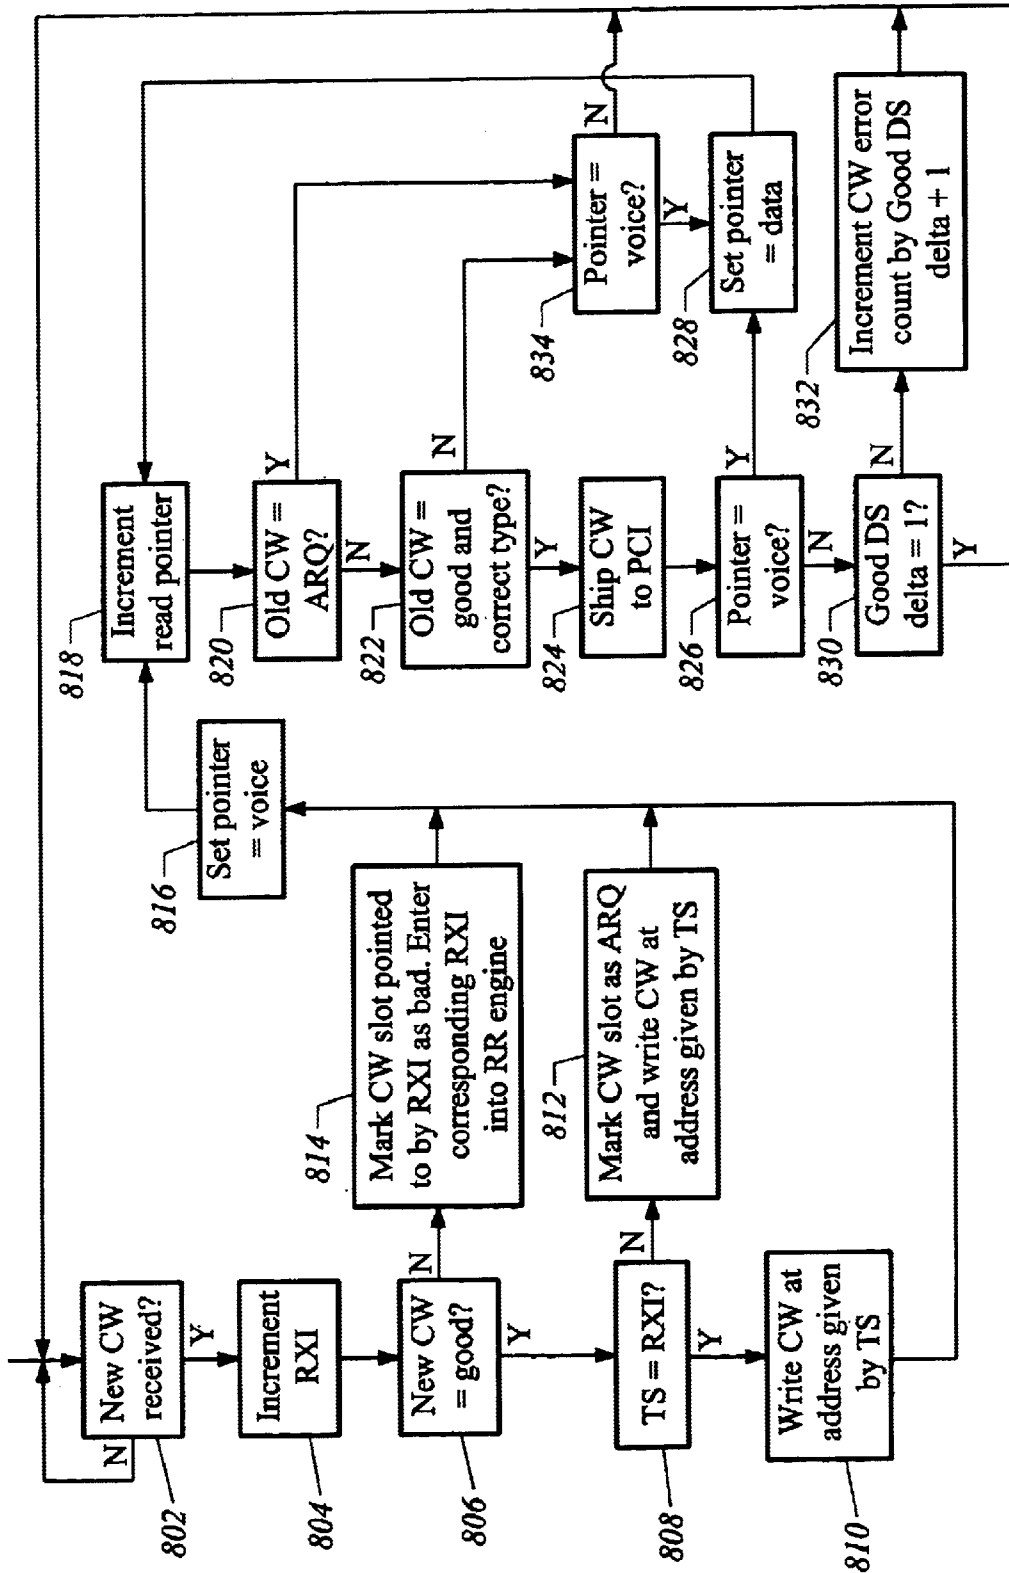 New CW
received?
N
Y
802
Increment
RXI
804
New CW
= good?
N
Y
806
TS = RXI?
N
Y
808
Write CW at
address given
by TS
810
Mark CW slot as ARQ
and write CW at
address given by TS
812
Mark CW slot pointed
to by RXI as bad. Enter
corresponding RXI
into RR engine
814
Set pointer
= voice
816
Increment
read pointer
818
Old CW =
ARQ?
Y
N
820
Old CW =
good and
correct type?
N
Y
822
Ship CW
to PCI
824
Pointer =
voice?
Y
N
826
Set pointer
= data
828
Good DS
delta = 1?
N
Y
830
Increment CW error
count by Good DS
delta + 1
832
Pointer =
voice?
N
Y
834